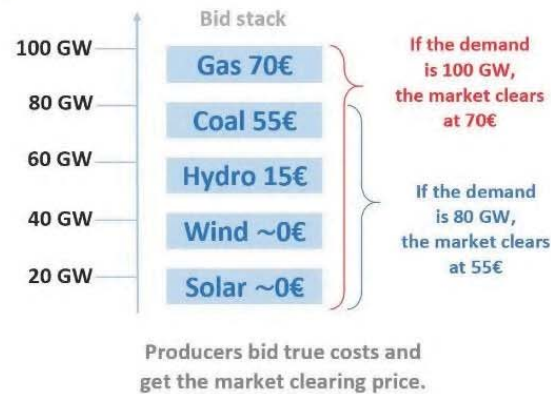 Bid stack
100 GW
Gas 70€
80 GW
Coal 55€
60 GW
Hydro 15€
40 GW
Wind ~0€
20 GW
Solar ~0€
If the demand
is 100 GW,
the market clears
at 70€
If the demand
is 80 GW,
the market clears
at 55€
Producers bid true costs and
get the market clearing price.